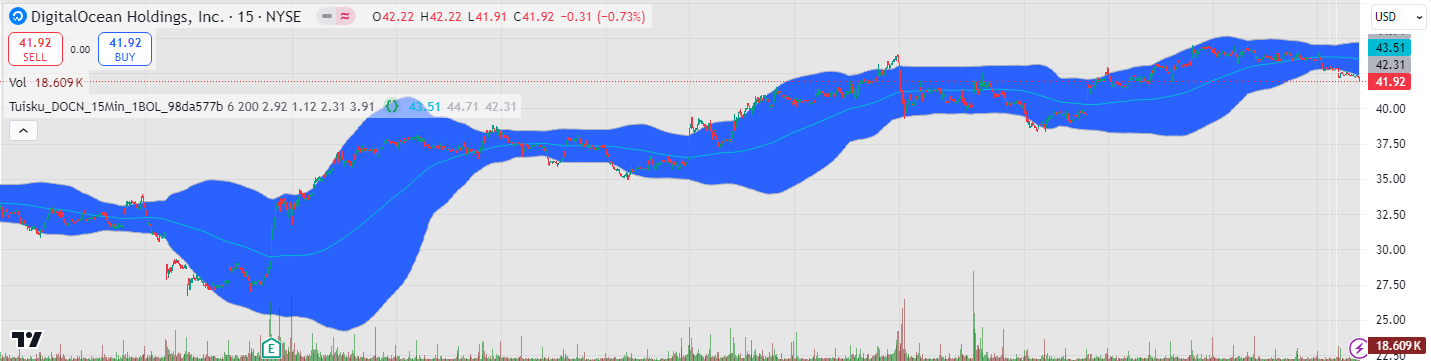 DigitalOcean Holdings, Inc. · 15 · NYSE O42.22 H42.22 L41.91 C41.92 −0.31 (−0.73%)
USD
41.92
SELL
0.00
41.92
BUY
Vol 18.609 K
Tuisku_DOCN_15Min_1BOL_98da577b 6 200 2.92 1.12 2.31 3.91 {} 43.51 44.71 42.31
43.51
42.31
41.92
40.00
37.50
35.00
32.50
30.00
27.50
25.00
E
18.609 K
22.50